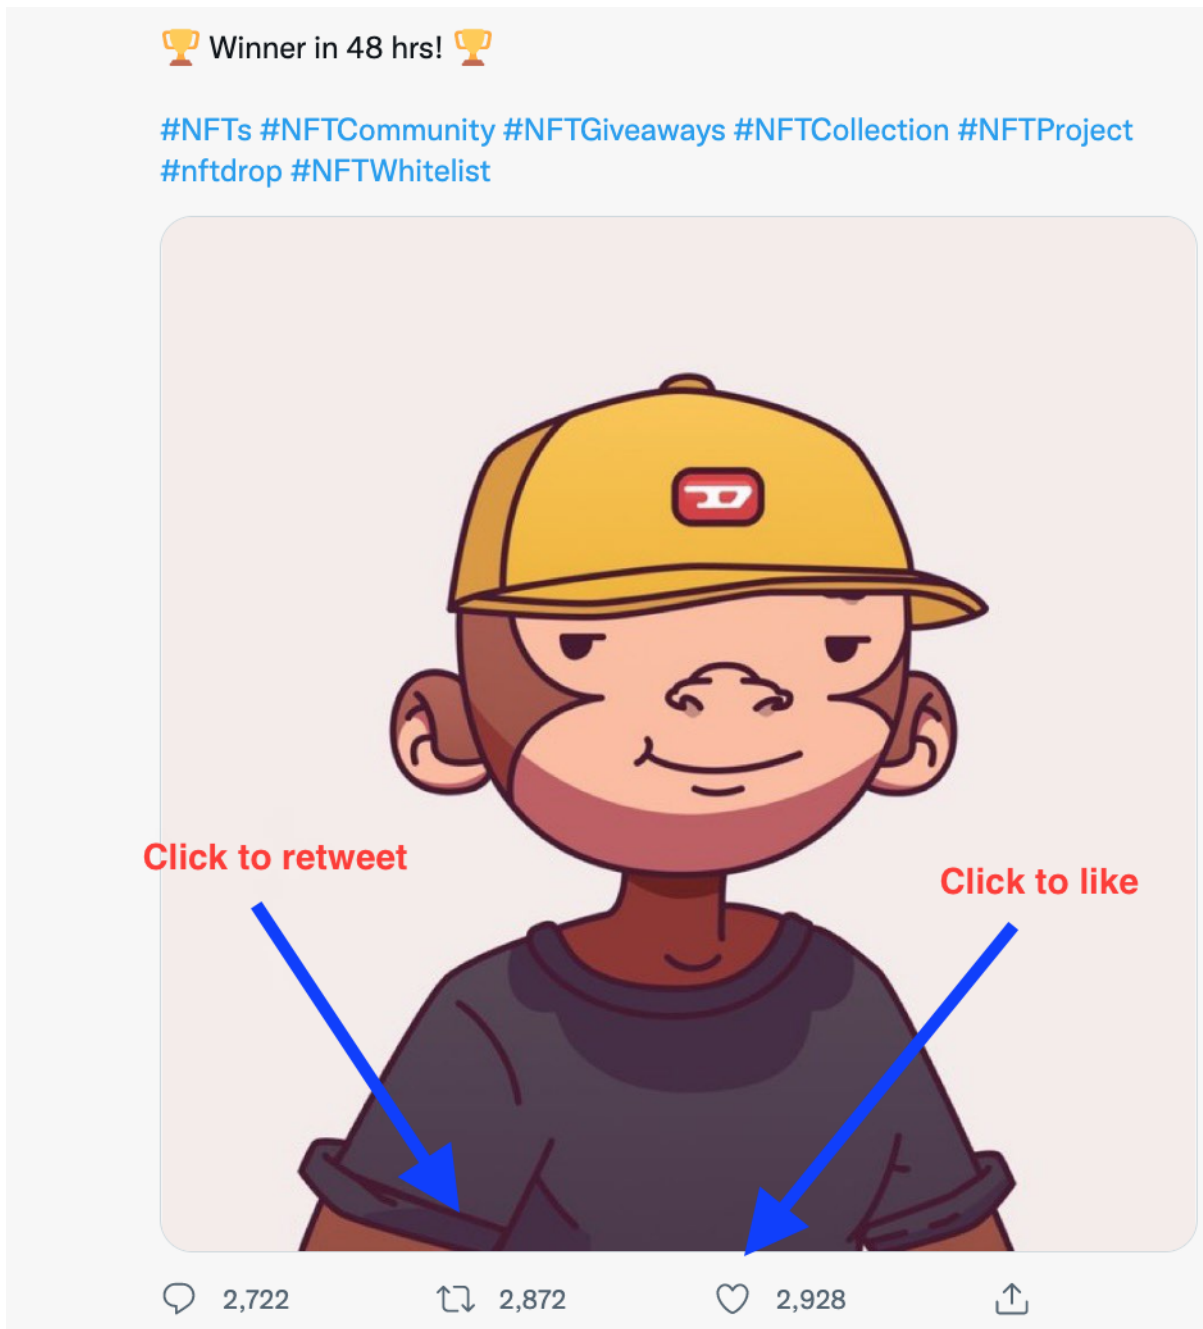 🏆 Winner in 48 hrs! 🏆
#NFTs #NFTCommunity #NFTGiveaways #NFTCollection #NFTProject
#nftdrop #NFTWhitelist
D
Click to retweet
Click to like
2,722 2,872 2,928